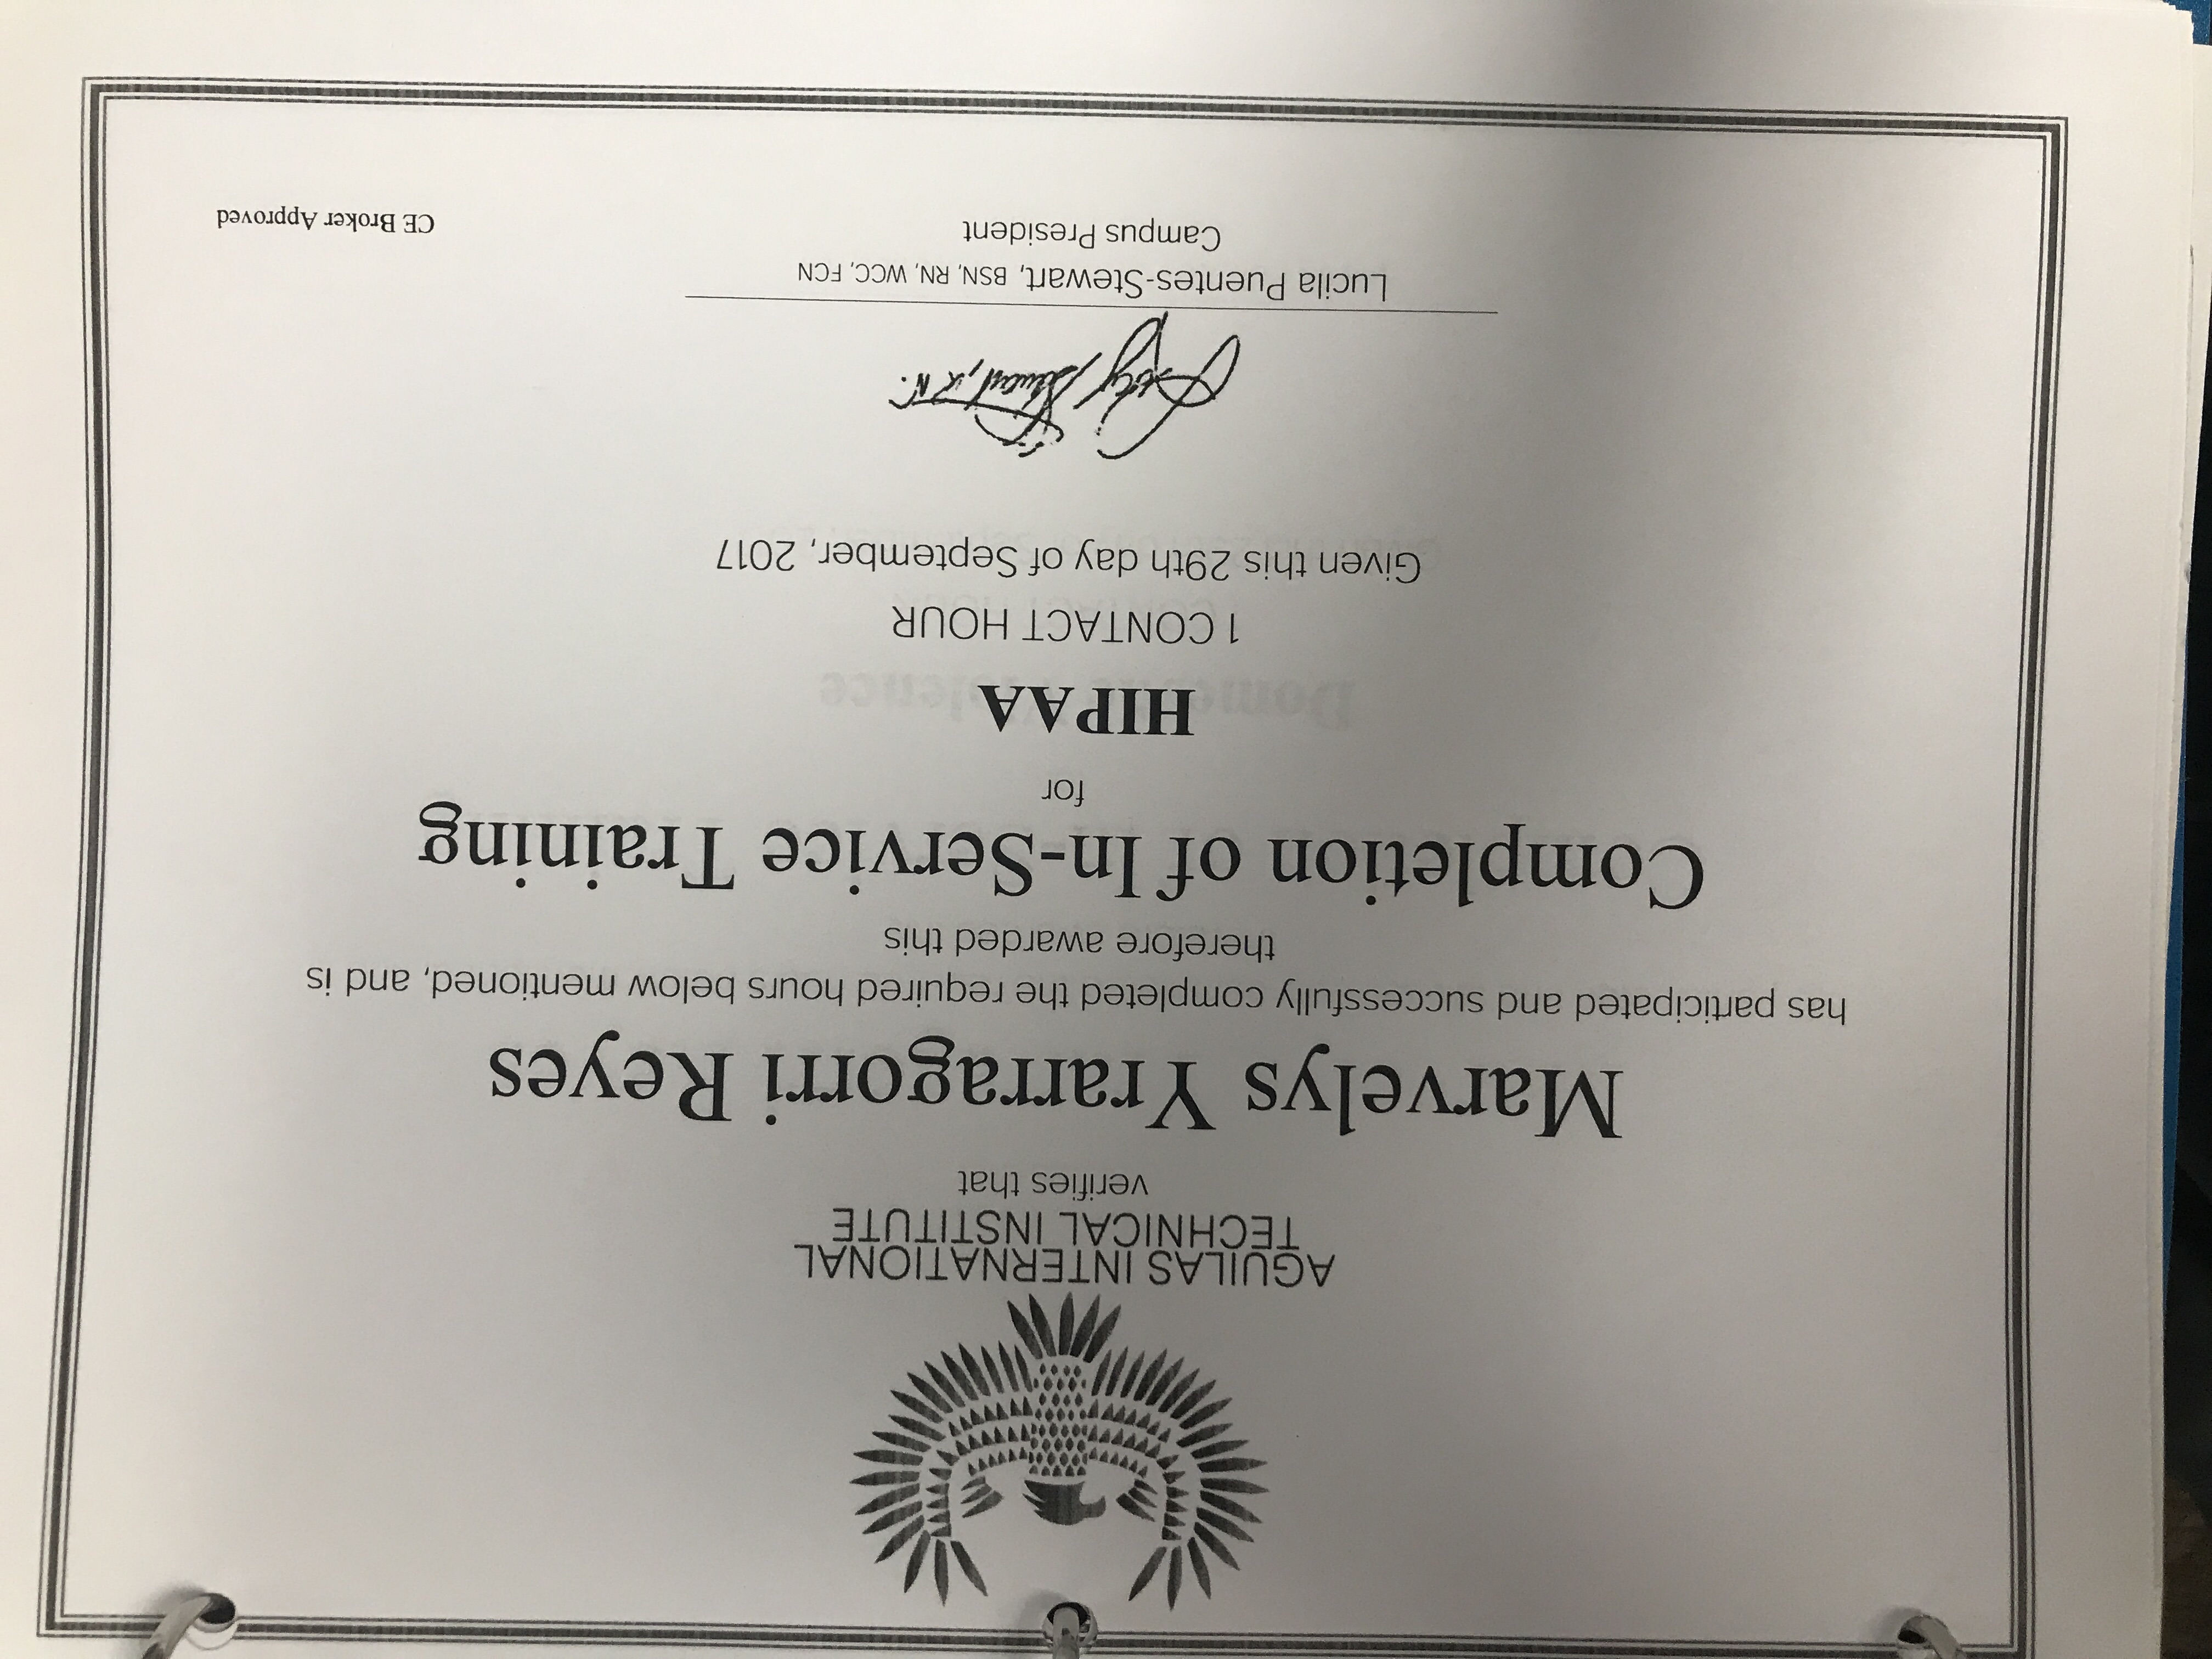 AGUILAS INTERNATIONAL
TECHNICAL INSTITUTE
verifies that
Marvelys Yrarragorri Reyes
has participated and successfully completed the required hours below mentioned, and is
therefore awarded this
Completion of In-Service Training
for
HIPAA
1 CONTACT HOUR
Given this 29th day of September, 2017
Lucila Puentes-Stewart, BSN, RN, WCC, FCN
Campus President
CE Broker Approved